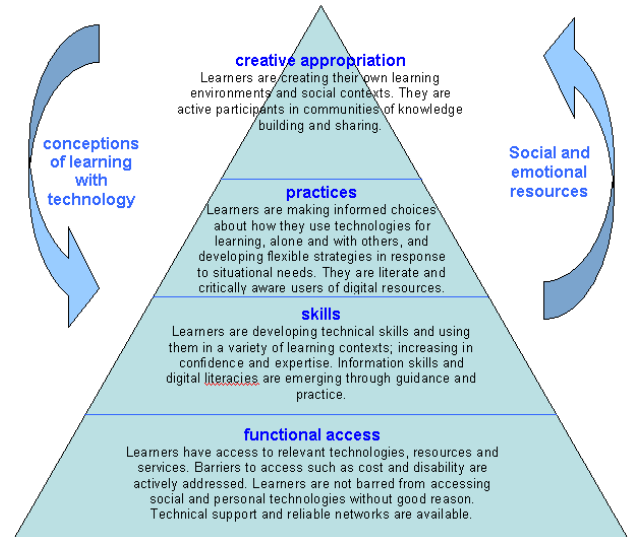 creative appropriation
Learners are creating their own learning
environments and social contexts. They are
active participants in communities of knowledge
building and sharing.
conceptions
of learning
with
technology
Social and
emotional
resources
practices
Learners are making informed choices
about how they use technologies for
learning, alone and with others, and
developing flexible strategies in response
to situational needs. They are literate and
critically aware users of digital resources.
skills
Learners are developing technical skills and using
them in a variety of learning contexts; increasing in
confidence and expertise. Information skills and
digital literacies are emerging through guidance and
practice.
functional access
Learners have access to relevant technologies, resources and
services. Barriers to access such as cost and disability are
actively addressed. Learners are not barred from accessing
social and personal technologies without good reason.
Technical support and reliable networks are available.